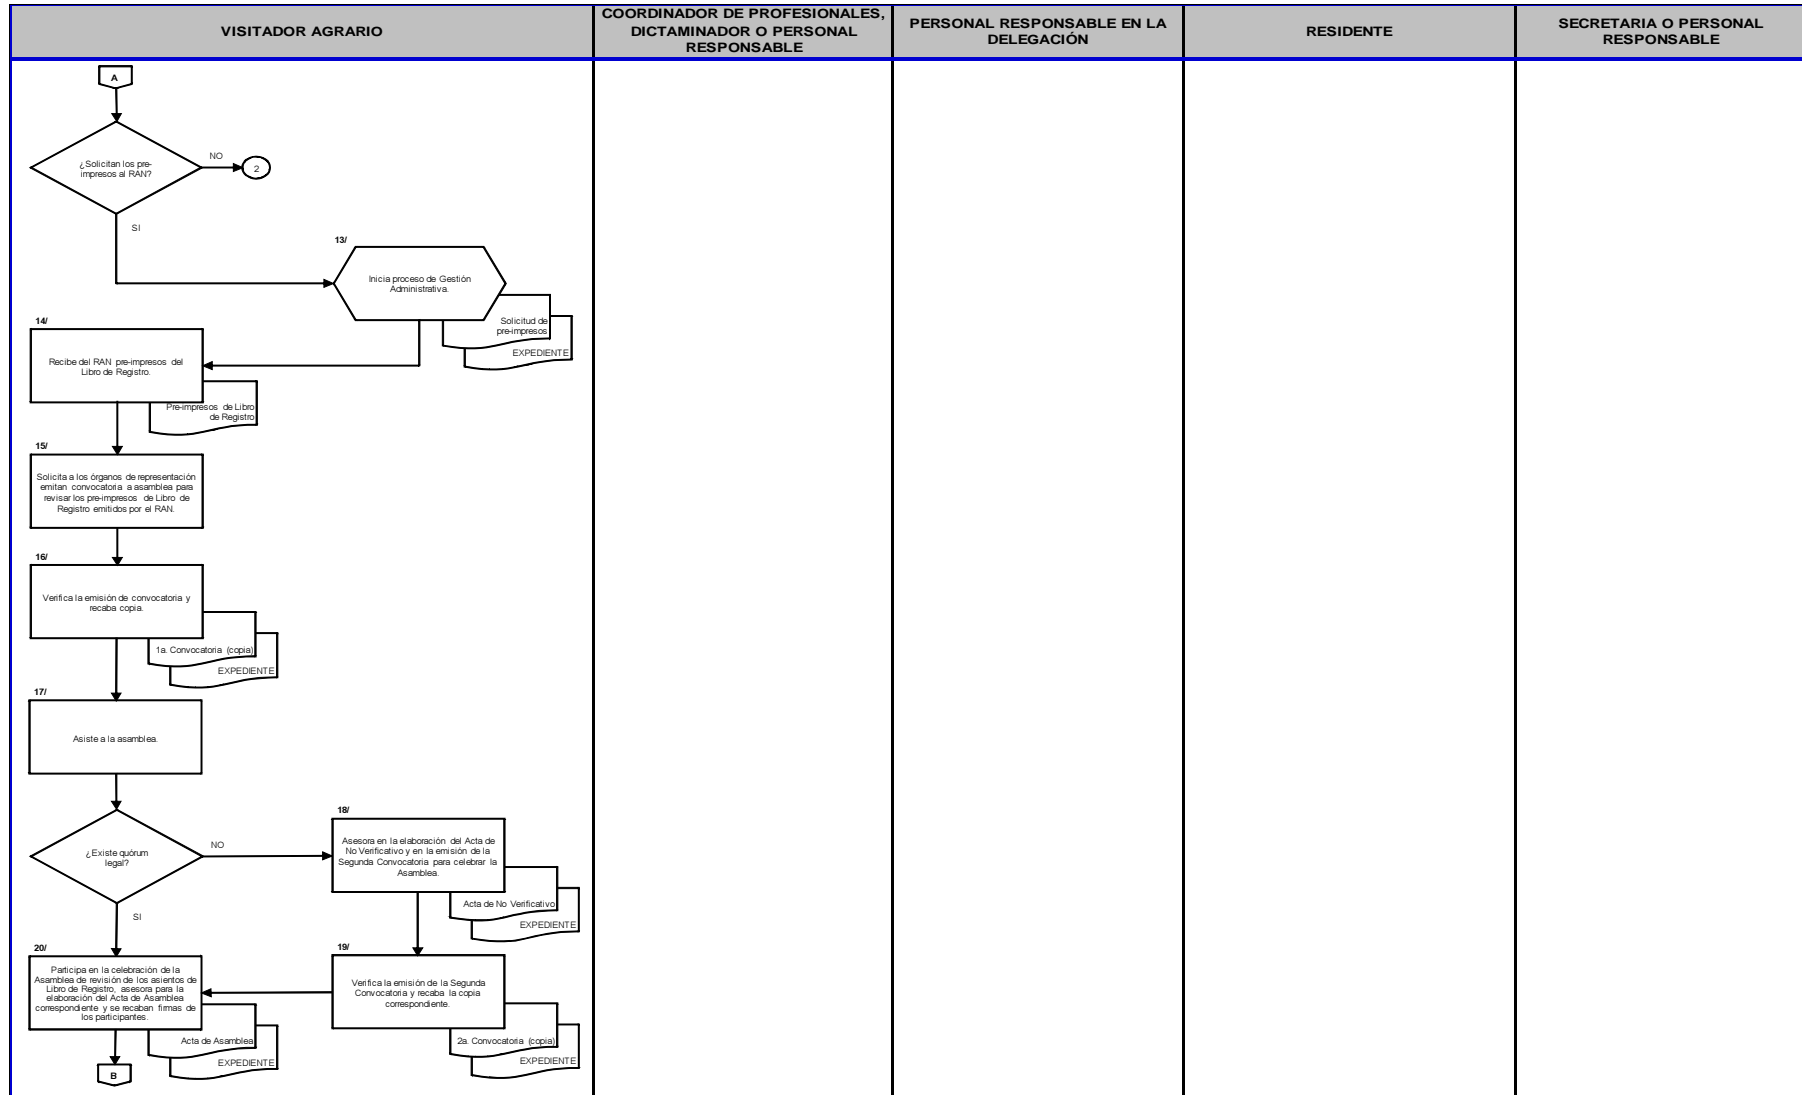 VISITADOR AGRARIO
COORDINADOR DE PROFESIONALES,
DICTAMINADOR O PERSONAL
RESPONSABLE
PERSONAL RESPONSABLE EN LA
DELEGACIÓN
RESIDENTE
SECRETARIA O PERSONAL
RESPONSABLE
A
¿Solicitan los pre-
impresos al RAN?
NO
2
SI
13/
Inicia proceso de Gestión
Administrativa.
Solicitud de
pre-impresos
EXPEDIENTE
14/
Recibe del RAN pre-impresos del
Libro de Registro.
Pre-impresos de Libro
de Registro
15/
Solicita a los órganos de representación
emitan convocatoria a asamblea para
revisar los pre-impresos de Libro de
Registro emitidos por el RAN.
16/
Verifica la emisión de convocatoria y
recaba copia.
1a. Convocatoria (copia)
EXPEDIENTE
17/
Asiste a la asamblea.
¿Existe quórum
legal?
NO
SI
18/
Asesora en la elaboración del Acta de
No Verificativo y en la emisión de la
Segunda Convocatoria para celebrar la
Asamblea.
Acta de No Verificativo
EXPEDIENTE
19/
Verifica la emisión de la Segunda
Convocatoria y recaba la copia
correspondiente.
2a. Convocatoria (copia)
EXPEDIENTE
20/
Participa en la celebración de la
Asamblea de revisión de los asientos de
Libro de Registro, asesora para la
elaboración del Acta de Asamblea
correspondiente y se recaban firmas de
los participantes.
Acta de Asamblea
EXPEDIENTE
B